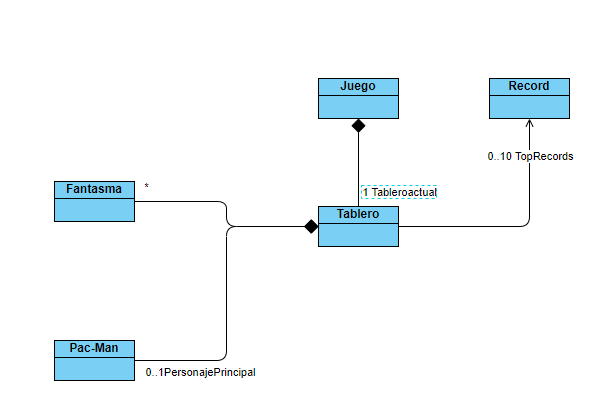 Juego
Record
0..10 TopRecords
Fantasma
*
1 Tableroactual
Tablero
Pac-Man
0..1PersonajePrincipal